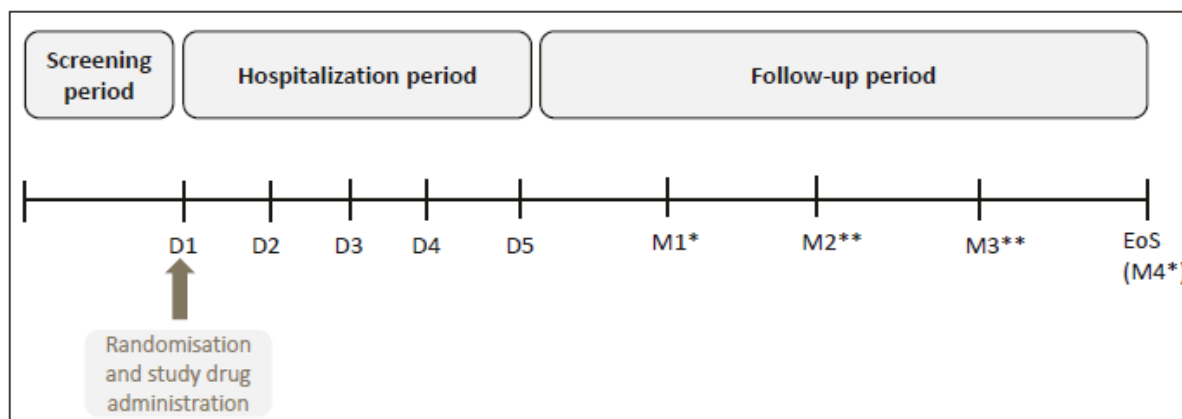 Screening
period
Hospitalization period
Follow-up period
D1
D2
D3
D4
D5
M1*
M2**
M3**
EoS
(M4*)
Randomisation
and study drug
administration